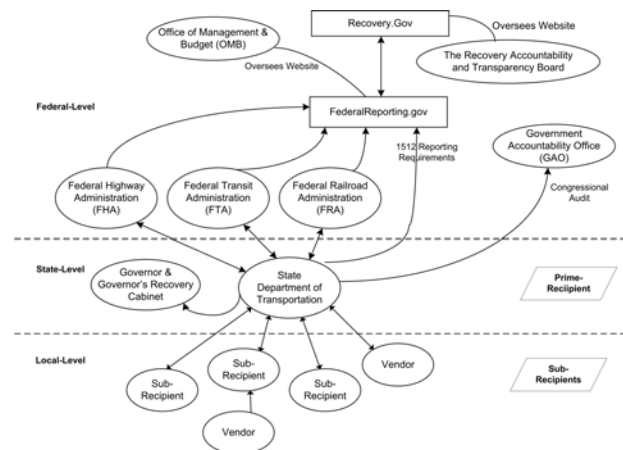 Office of Management &
Budget (OMB)
Recovery.Gov
Oversees Website
Oversees Website
The Recovery Accountability
and Transparency Board
Federal-Level
FederalReporting.gov
1512 Reporting
Requirements
Government
Accountability Office
(GAO)
Federal Highway
Administration
(FHA)
Federal Transit
Administration
(FTA)
Federal Railroad
Administration
(FRA)
Congressional
Audit
State-Level
Governor &
Governor's Recovery
Cabinet
State
Department of
Transportation
Prime-
Reciipient
Local-Level
Sub-
Recipient
Sub-
Recipient
Sub-
Recipient
Vendor
Sub-
Recipients
Vendor